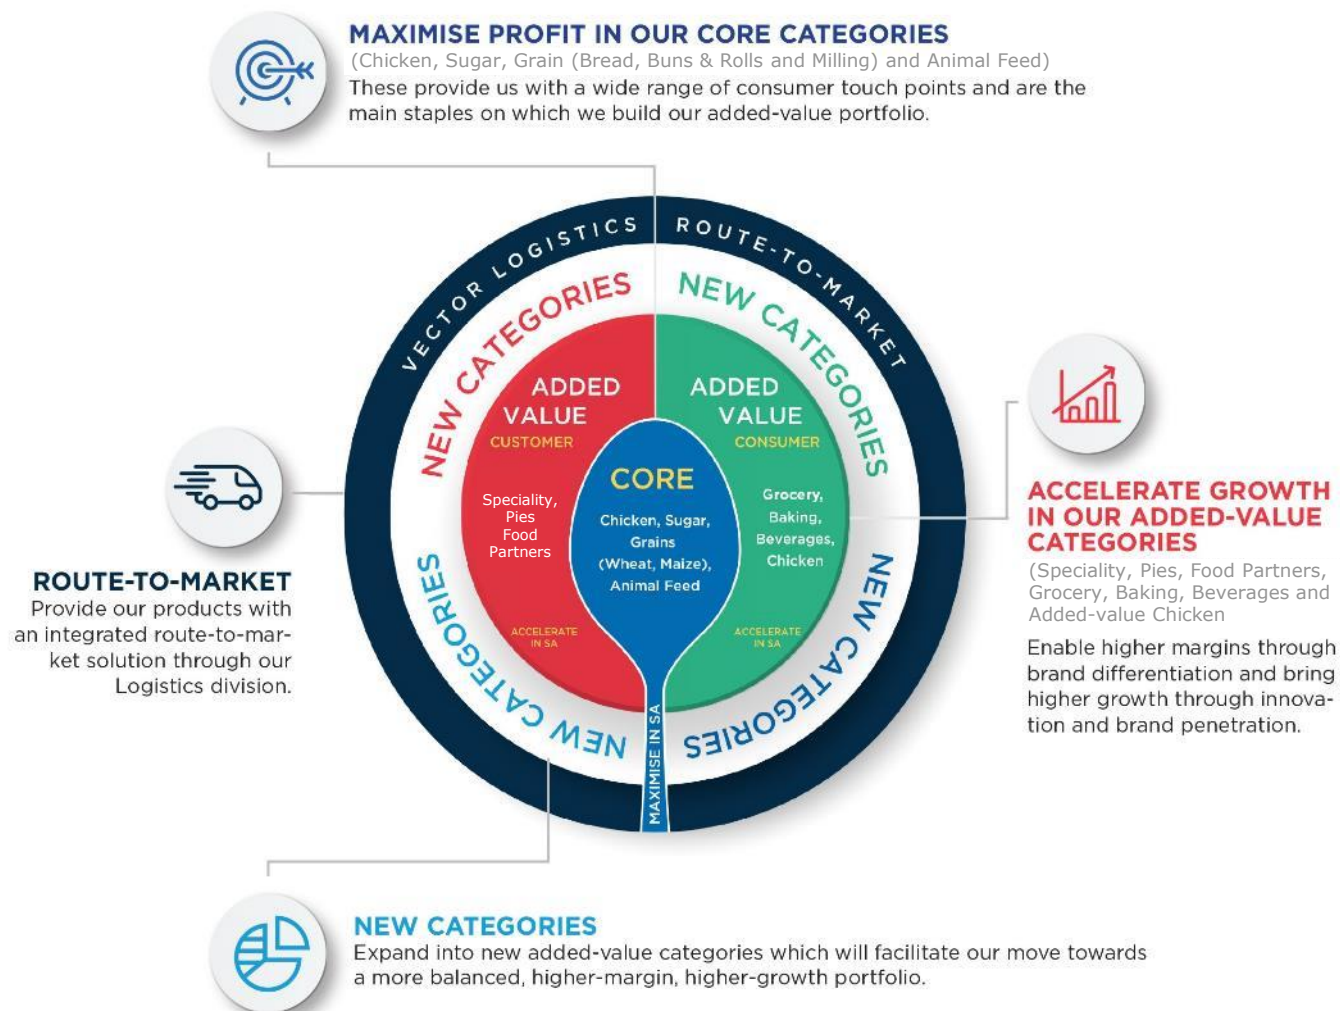 MAXIMISE PROFIT IN OUR CORE CATEGORIES
(Chicken, Sugar, Grain (Bread, Buns & Rolls and Milling) and Animal Feed)
These provide us with a wide range of consumer touch points and are the
main staples on which we build our added-value portfolio.
VECTOR LOGISTICS
ROUTE-TO-MARKET
NEW CATEGORIES
NEW CATEGORIES
ADDED
VALUE
CUSTOMER
Speciality,
Pies
Food
Partners
ACCELERATE
IN SA
CORE
Chicken, Sugar,
Grains
(Wheat, Maize),
Animal Feed
MAXIMISE IN SA
ADDED
VALUE
CONSUMER
Grocery,
Baking,
Beverages,
Chicken
ACCELERATE
IN SA
NEW CATEGORIES
NEW CATEGORIES
ROUTE-TO-MARKET
Provide our products with
an integrated route-to-mar-
ket solution through our
Logistics division.
ACCELERATE GROWTH
IN OUR ADDED-VALUE
CATEGORIES
(Speciality, Pies, Food Partners,
Grocery, Baking, Beverages and
Added-value Chicken
Enable higher margins through
brand differentiation and bring
higher growth through innova-
tion and brand penetration.
NEW CATEGORIES
Expand into new added-value categories which will facilitate our move towards
a more balanced, higher-margin, higher-growth portfolio.